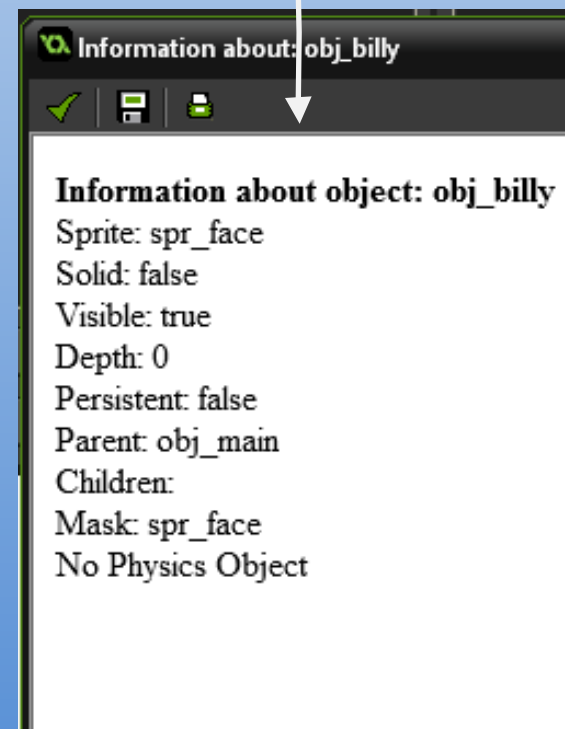 Information about: obj_billy
Information about object: obj_billy
Sprite: spr_face
Solid: false
Visible: true
Depth: 0
Persistent: false
Parent: obj_main
Children:
Mask: spr_face
No Physics Object